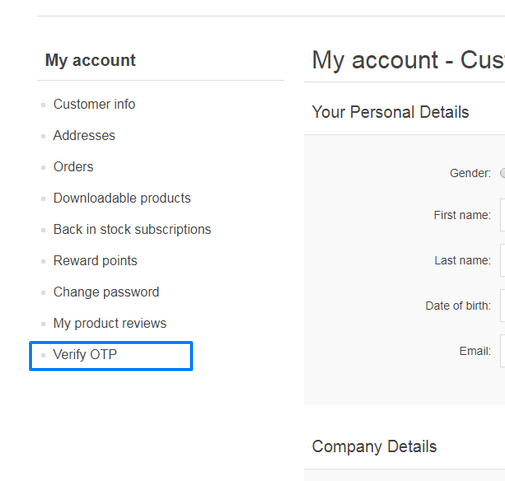 My account
Customer info
Addresses
Orders
Downloadable products
Back in stock subscriptions
Reward points
Change password
My product reviews
Verify OTP
My account - Cus
Your Personal Details
Gender:
First name:
Last name:
Date of birth:
Email:
Company Details